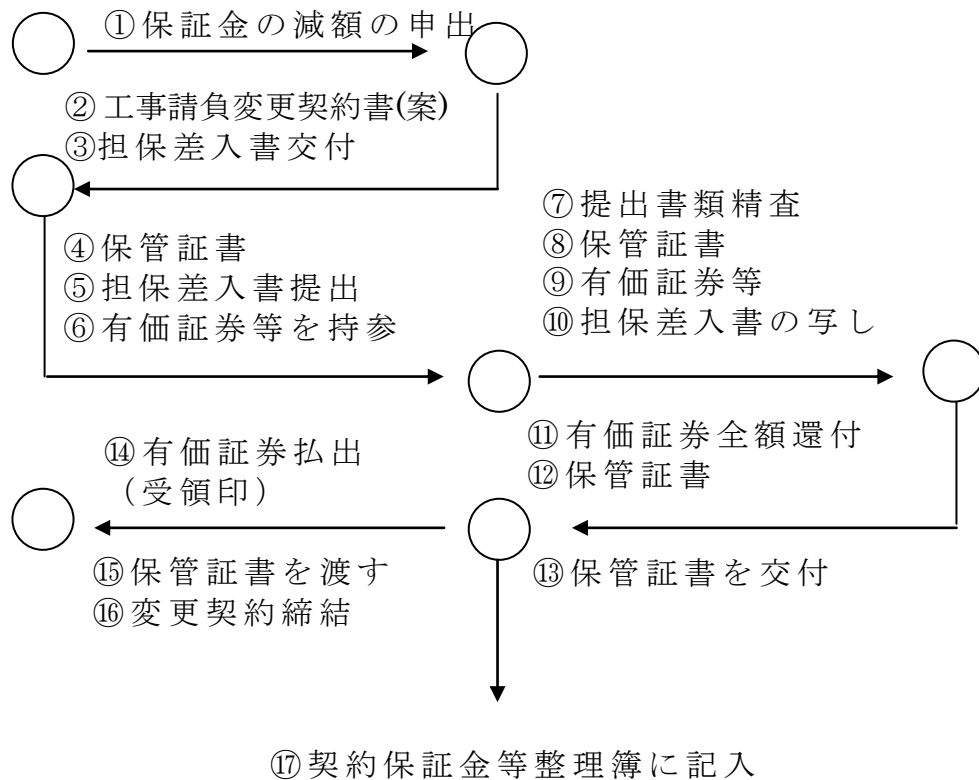 ①保証金の減額の申出
②工事請負変更契約書(案)
③担保差入書交付
④保管証書
⑤担保差入書提出
⑥有価証券等を持参
⑦提出書類精査
⑧保管証書
⑨有価証券等
⑩担保差入書の写し
⑪有価証券全額還付
⑫保管証書
⑬保管証書を交付
⑭有価証券払出
（受領印）
⑮保管証書を渡す
⑯変更契約締結
⑰契約保証金等整理簿に記入